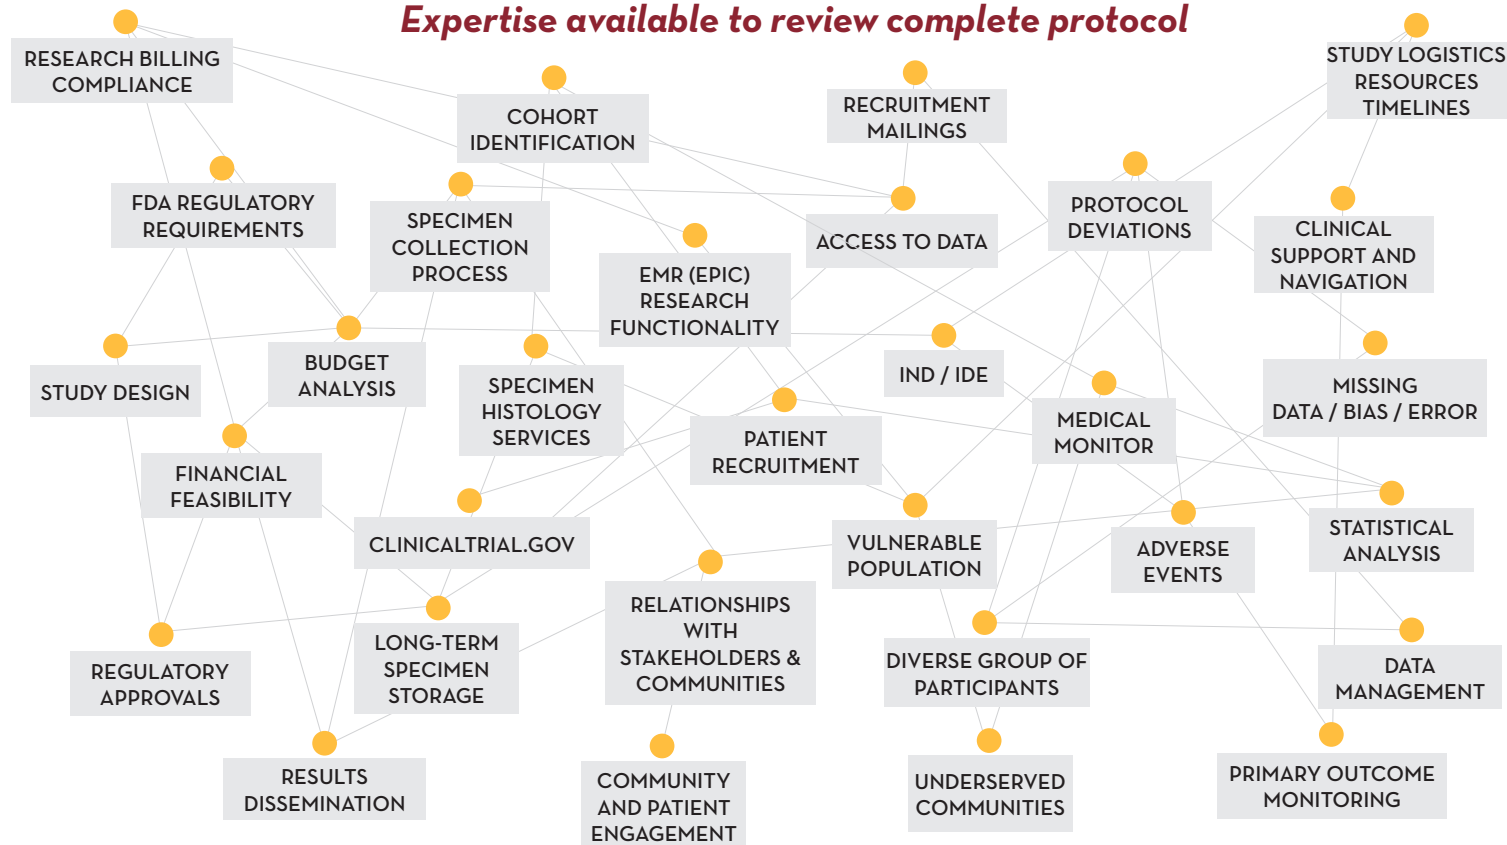 Expertise available to review complete protocol
RESEARCH BILLING
COMPLIANCE
COHORT
IDENTIFICATION
RECRUITMENT
MAILINGS
STUDY LOGISTICS
RESOURCES
TIMELINES
FDA REGULATORY
REQUIREMENTS
SPECIMEN
COLLECTION
PROCESS
EMR (EPIC)
RESEARCH
FUNCTIONALITY
ACCESS TO DATA
PROTOCOL
DEVIATIONS
CLINICAL
SUPPORT AND
NAVIGATION
STUDY DESIGN
BUDGET
ANALYSIS
SPECIMEN
HISTOLOGY
SERVICES
PATIENT
RECRUITMENT
IND / IDE
MEDICAL
MONITOR
MISSING
DATA / BIAS / ERROR
FINANCIAL
FEASIBILITY
CLINICALTRIAL.GOV
VULNERABLE
POPULATION
ADVERSE
EVENTS
STATISTICAL
ANALYSIS
REGULATORY
APPROVALS
LONG-TERM
SPECIMEN
STORAGE
RELATIONSHIPS
WITH
STAKEHOLDERS &
COMMUNITIES
DIVERSE GROUP OF
PARTICIPANTS
DATA
MANAGEMENT
RESULTS
DISSEMINATION
COMMUNITY
AND PATIENT
ENGAGEMENT
UNDERSERVED
COMMUNITIES
PRIMARY OUTCOME
MONITORING